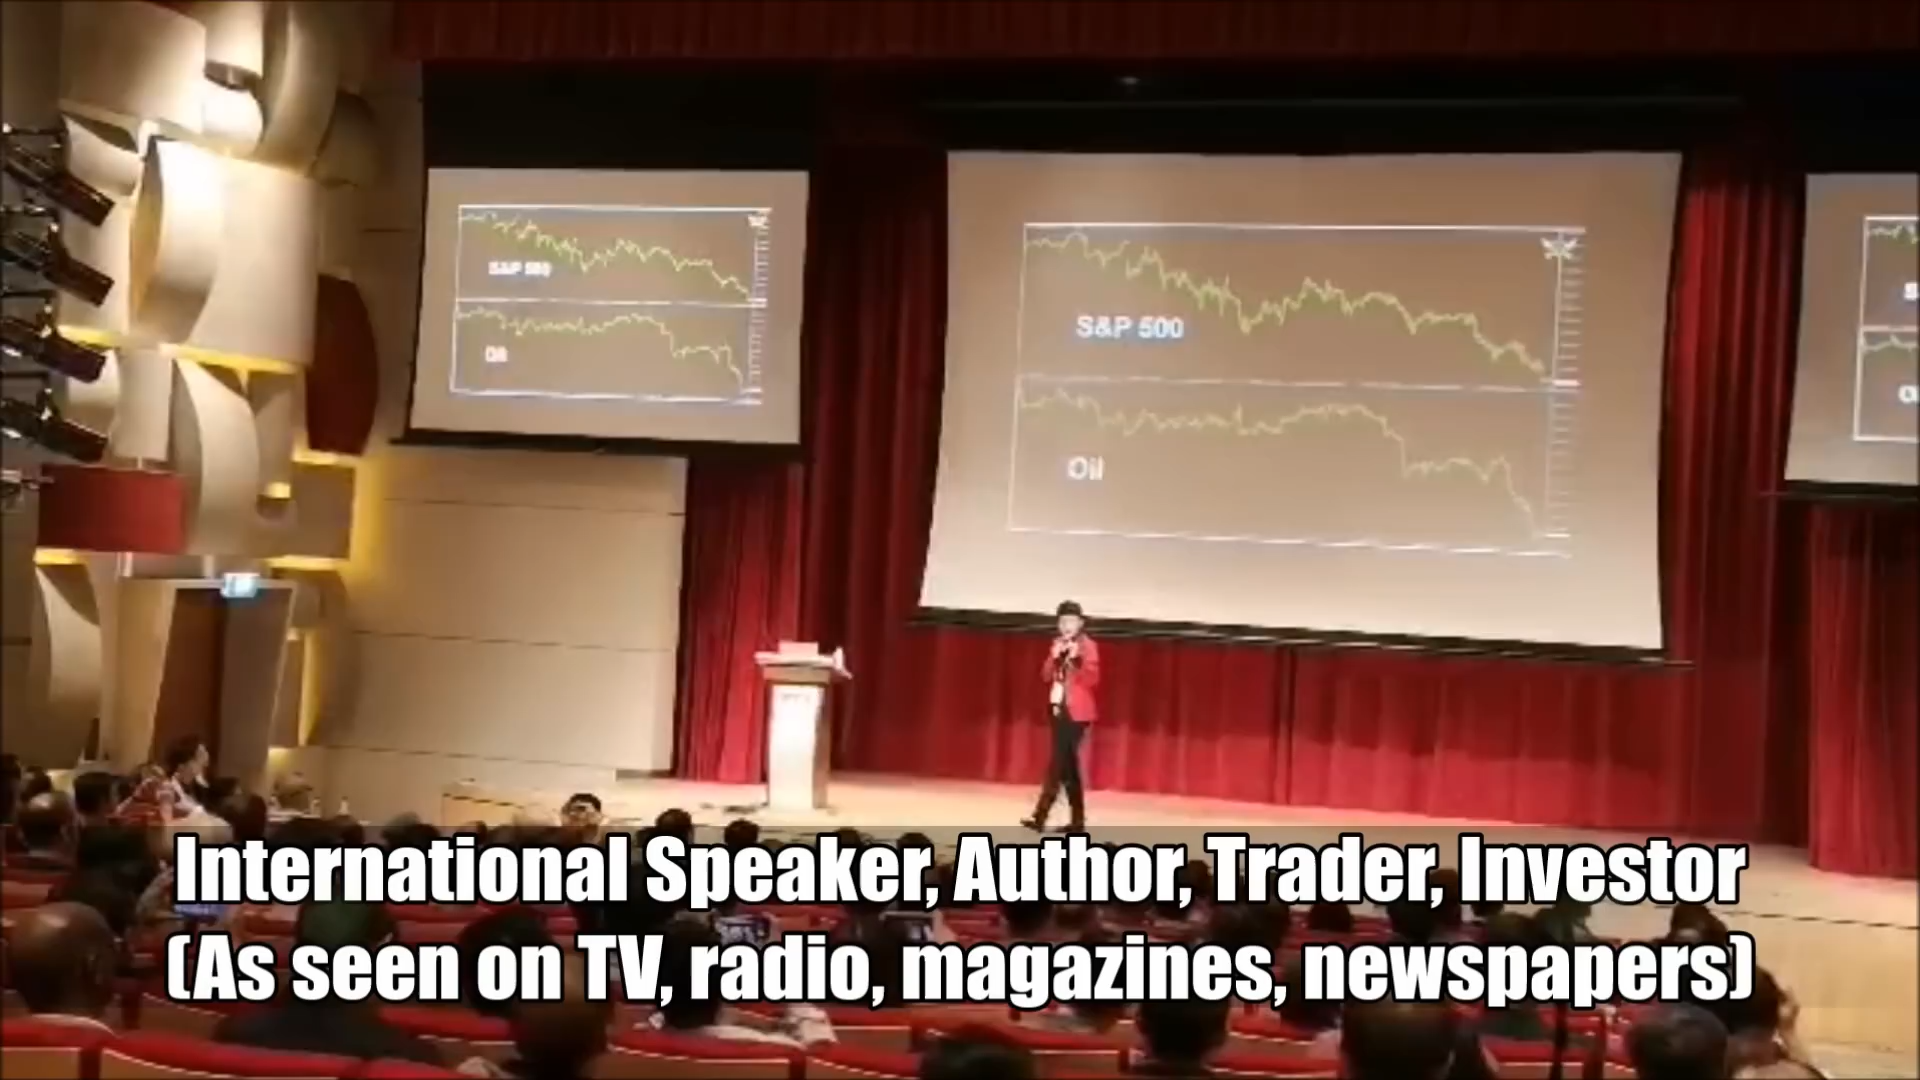 S&P 500
Oil
S&P 500
Oil
International Speaker, Author, Trader, Investor
(As seen on TV, radio, magazines, newspapers)